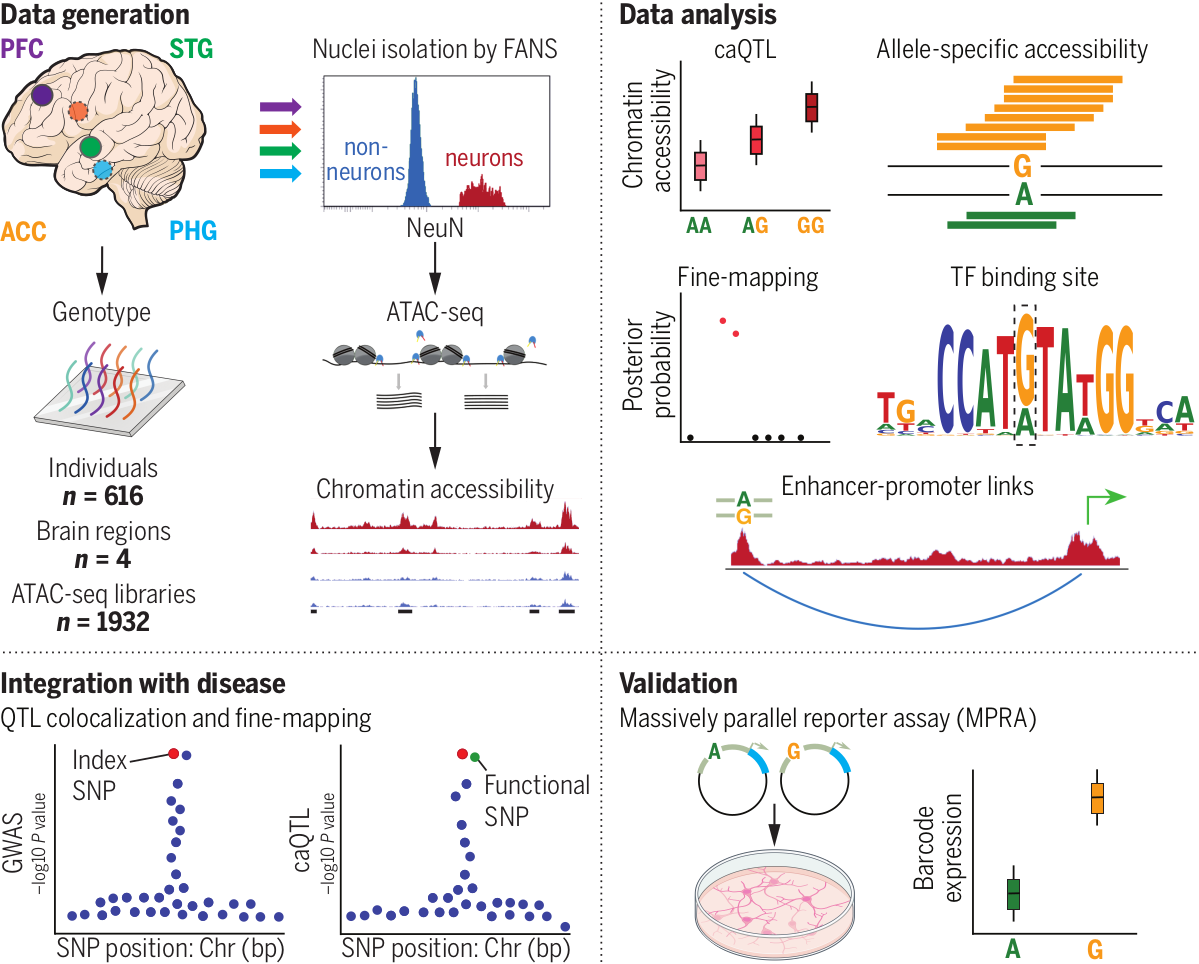 Data generation
PFC
STG
ACC
PHG
Nuclei isolation by FANS
non-
neurons
neurons
NeuN
Genotype
ATAC-seq
Individuals
n = 616
Brain regions
n = 4
ATAC-seq libraries
n = 1932
Chromatin accessibility
Data analysis
caQTL
Chromatin
accessibility
AA
AG
GG
Allele-specific accessibility
G
A
Fine-mapping
Posterior
probability
TF binding site
TGACCATGTATGGTCA
A
A
Enhancer-promoter links
A
G
Integration with disease
QTL colocalization and fine-mapping
Index
SNP
GWAS
–log10 P value
SNP position: Chr (bp)
Functional
SNP
caQTL
–log10 P value
SNP position: Chr (bp)
Validation
Massively parallel reporter assay (MPRA)
A
G
Barcode
expression
A
G